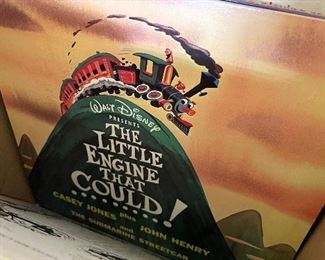 WALT DISNEY
PRESENTS
THE
LITTLE
ENGINE
THAT
COULD!
CASEY JONES plus JOHN HENRY
and
THE SUBMARINE STREETCAR